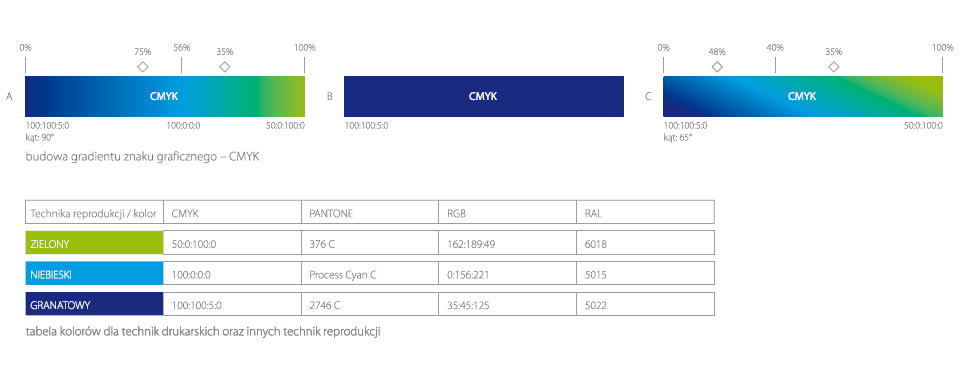 0% 75% 56% 35% 100%
A CMYK
100:100:5:0 100:0:0:0 50:0:100:0
kąt: 90°
B CMYK
100:100:5:0
0% 48% 40% 35% 100%
C CMYK
100:100:5:0 50:0:100:0
kąt: 65°
budowa gradientu znaku graficznego – CMYK
Technika reprodukcji / kolor CMYK PANTONE RGB RAL
ZIELONY 50:0:100:0 376 C 162:189:49 6018
NIEBIESKI 100:0:0:0 Process Cyan C 0:156:221 5015
GRANATOWY 100:100:5:0 2746 C 35:45:125 5022
tabela kolorów dla technik drukarskich oraz innych technik reprodukcji